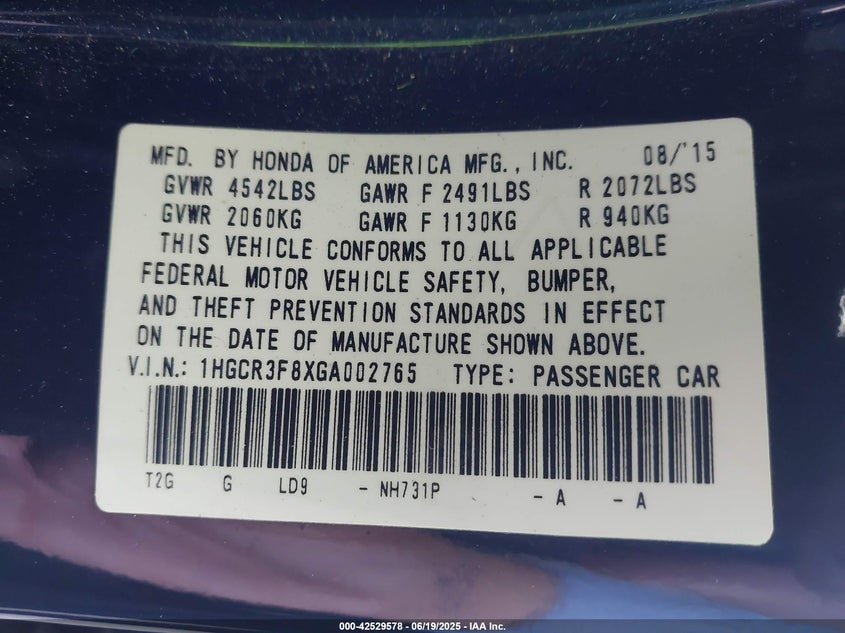 MFD. BY HONDA OF AMERICA MFG., INC. 08/'15
GVWR 4542LBS GAWR F 2491LBS R 2072LBS
GVWR 2060KG GAWR F 1130KG R 940KG
THIS VEHICLE CONFORMS TO ALL APPLICABLE
FEDERAL MOTOR VEHICLE SAFETY, BUMPER,
AND THEFT PREVENTION STANDARDS IN EFFECT
ON THE DATE OF MANUFACTURE SHOWN ABOVE.
V.I.N.: 1HGCR3F8XGA002765 TYPE: PASSENGER CAR
T2G G LD9 - NH731P - A - A
000-42529578 - 06/19/2025 - IAA Inc.